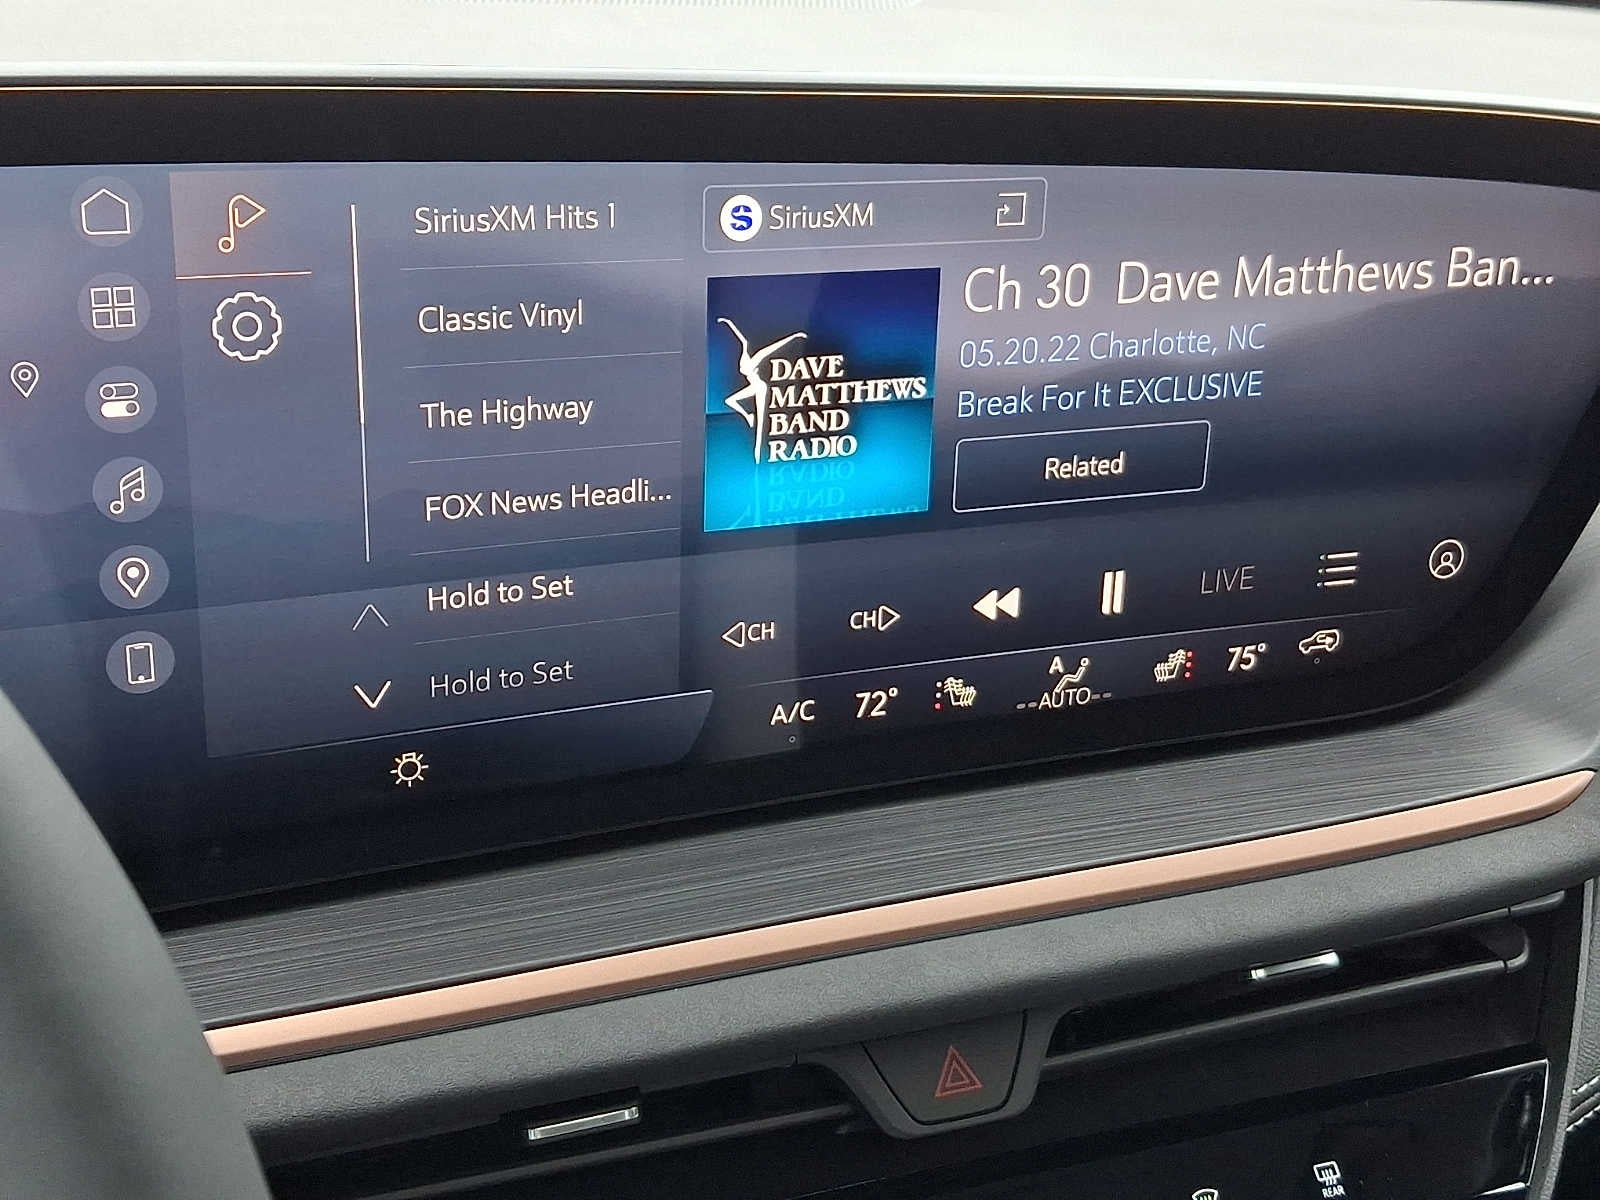 SiriusXM Hits 1
Classic Vinyl
The Highway
FOX News Headli...
Hold to Set
Hold to Set
SiriusXM
DAVE
MATTHEWS
BAND
RADIO
Ch 30 Dave Matthews Ban...
05.20.22 Charlotte, NC
Break For It EXCLUSIVE
Related
CH
CH
LIVE
A/C
72°
A
--AUTO--
75°
REAR